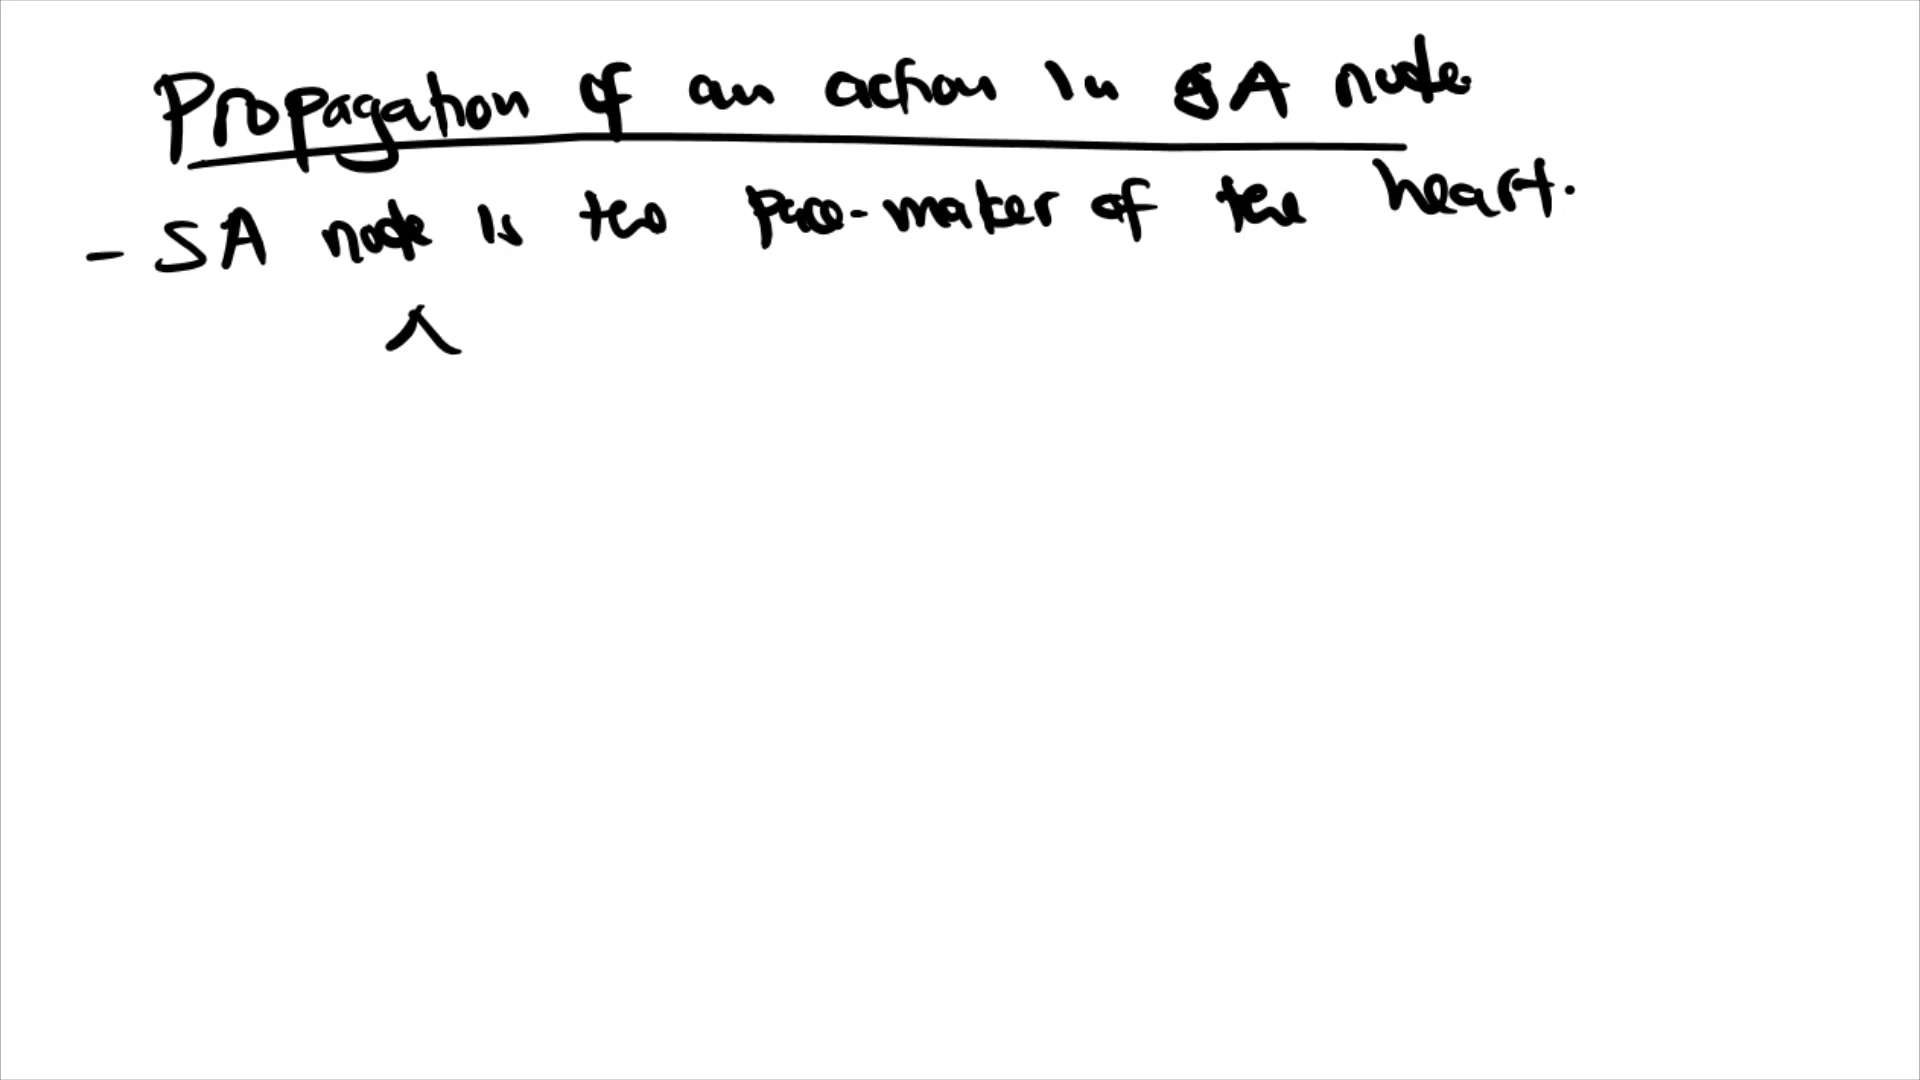 Propagation of an action in SA node
- SA node is the pace-maker of the heart.